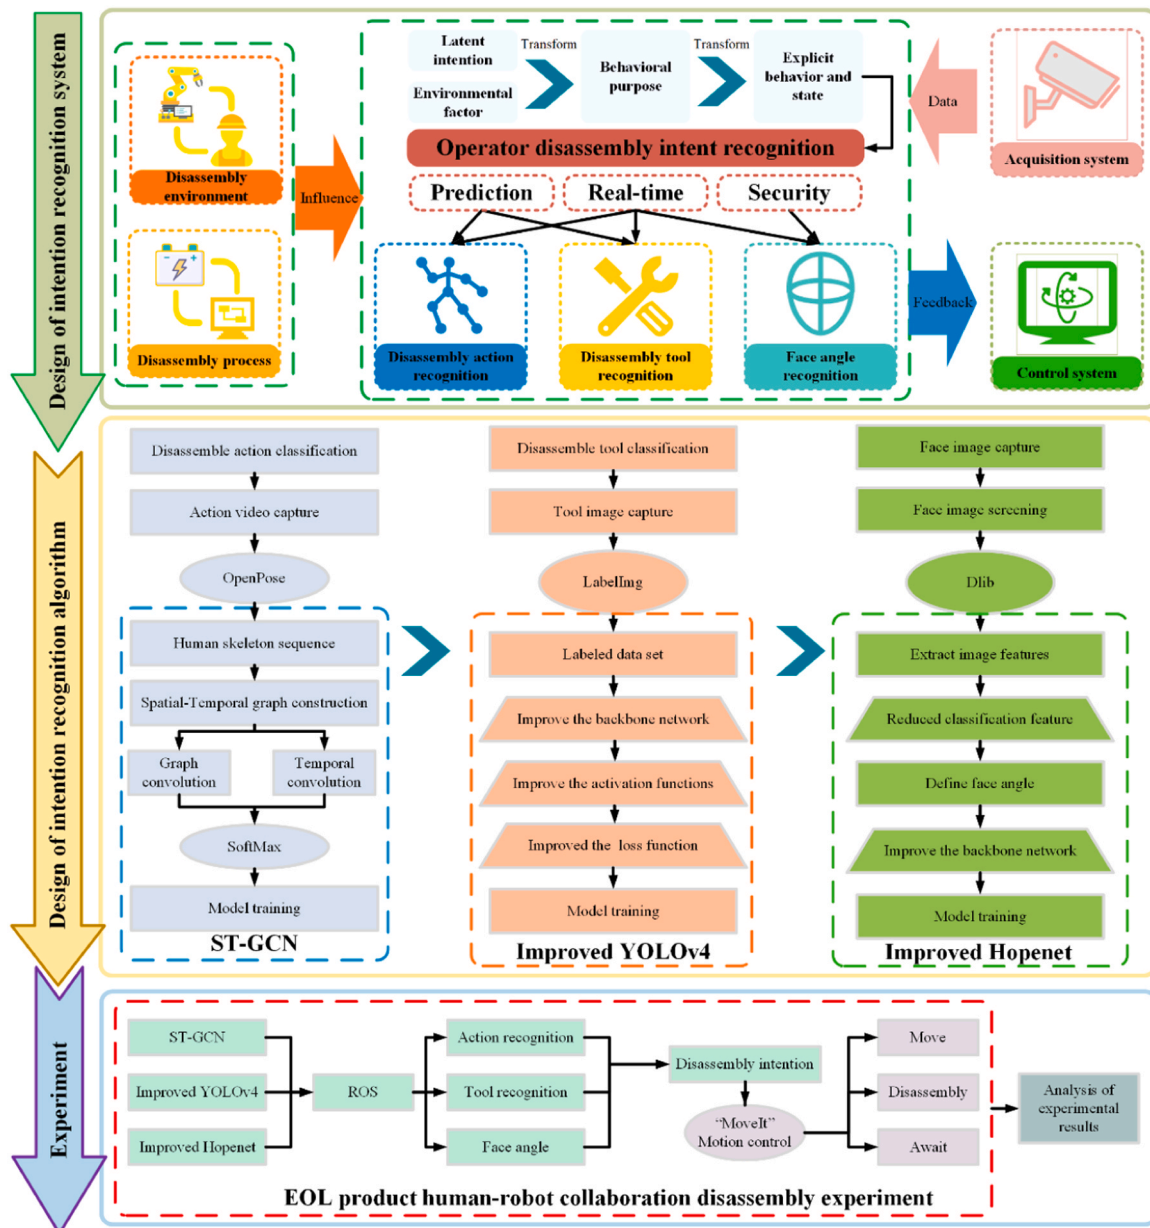 Design of intention recognition system
Disassembly
environment
Disassembly process
Influence
Latent
intention
Environmental
factor
Transform
Behavioral
purpose
Transform
Explicit
behavior and
state
Operator disassembly intent recognition
Prediction
Real-time
Security
Disassembly action
recognition
Disassembly tool
recognition
Face angle
recognition
Data
Acquisition system
Feedback
Control system
Design of intention recognition algorithm
Disassemble action classification
Action video capture
OpenPose
Human skeleton sequence
Spatial-Temporal graph construction
Graph
convolution
Temporal
convolution
SoftMax
Model training
ST-GCN
Disassemble tool classification
Tool image capture
LabelImg
Labeled data set
Improve the backbone network
Improve the activation functions
Improved the loss function
Model training
Improved YOLOv4
Face image capture
Face image screening
Dlib
Extract image features
Reduced classification feature
Define face angle
Improve the backbone network
Model training
Improved Hopenet
Experiment
ST-GCN
Improved YOLOv4
Improved Hopenet
ROS
Action recognition
Tool recognition
Face angle
Disassembly intention
“MoveIt”
Motion control
Move
Disassembly
Await
Analysis of
experimental
results
EOL product human-robot collaboration disassembly experiment